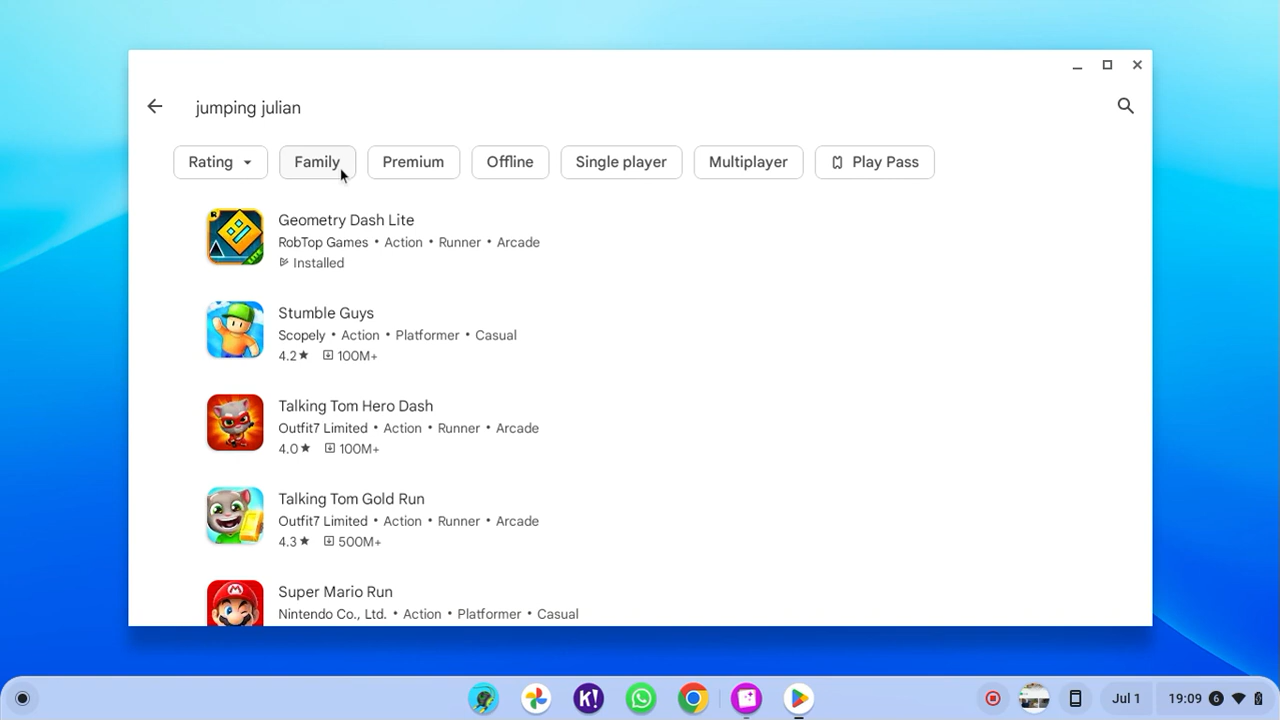 jumping julian
Rating Family Premium Offline Single player Multiplayer Play Pass
Geometry Dash Lite
RobTop Games • Action • Runner • Arcade
Installed
Stumble Guys
Scopely • Action • Platformer • Casual
4.2★ 100M+
Talking Tom Hero Dash
Outfit7 Limited • Action • Runner • Arcade
4.0★ 100M+
Talking Tom Gold Run
Outfit7 Limited • Action • Runner • Arcade
4.3★ 500M+
Super Mario Run
Nintendo Co., Ltd. • Action • Platformer • Casual
K! Jul 1 19:09 6